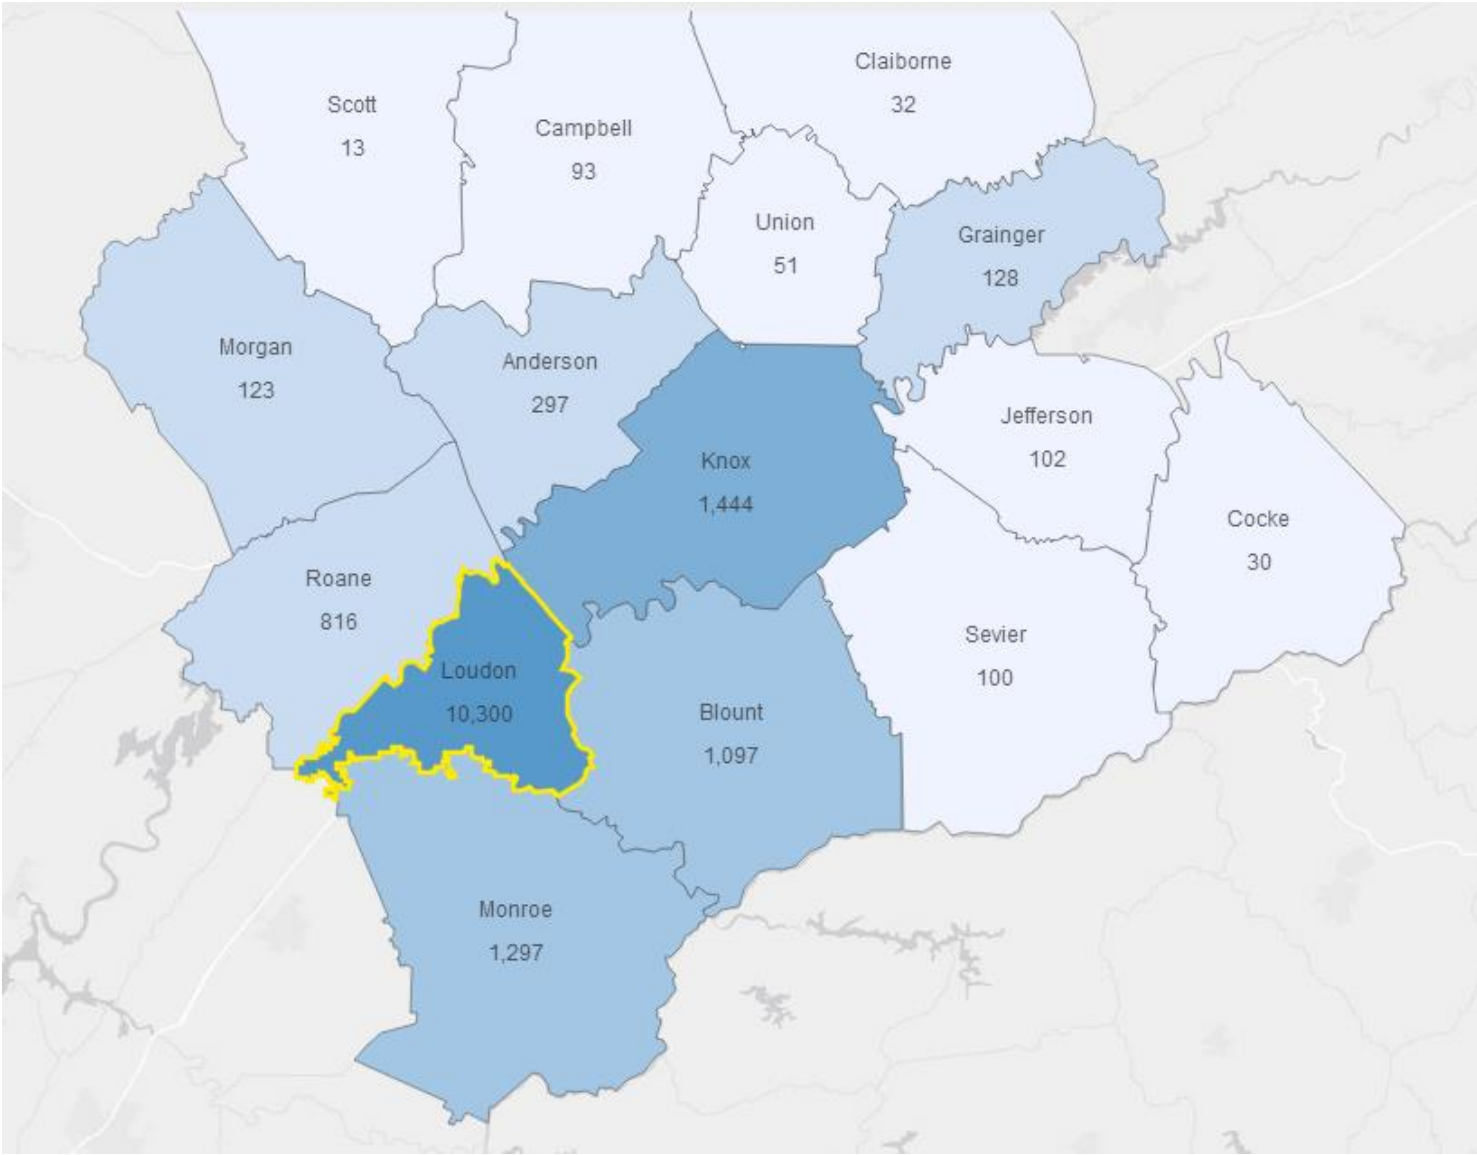 Claiborne
32
Scott
13
Campbell
93
Union
51
Grainger
128
Morgan
123
Anderson
297
Jefferson
102
Knox
1,444
Cocke
30
Roane
816
Sevier
100
Loudon
10,300
Blount
1,097
Monroe
1,297